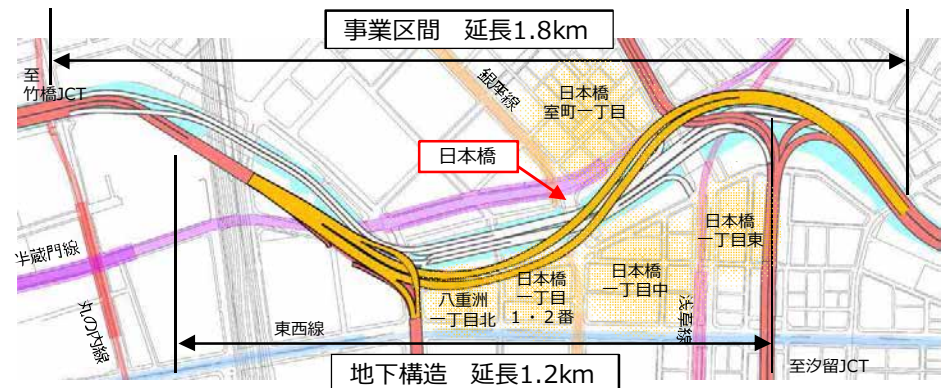 事業区間　延長1.8km
至
竹橋JCT
銀座線
日本橋
室町一丁目
日本橋
日本橋
一丁目東
半蔵門線
日本橋
一丁目中
日本橋
一丁目
1・2番
八重洲
一丁目北
丸の内線
東西線
浅草線
至汐留JCT
地下構造　延長1.2km